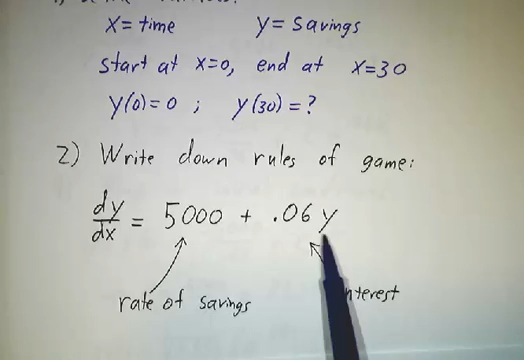 x = time y = savings
start at x=0, end at x=30
y(0)=0 ; y(30)=?
2) Write down rules of game:
dy/dx = 5000 + .06y
rate of savings